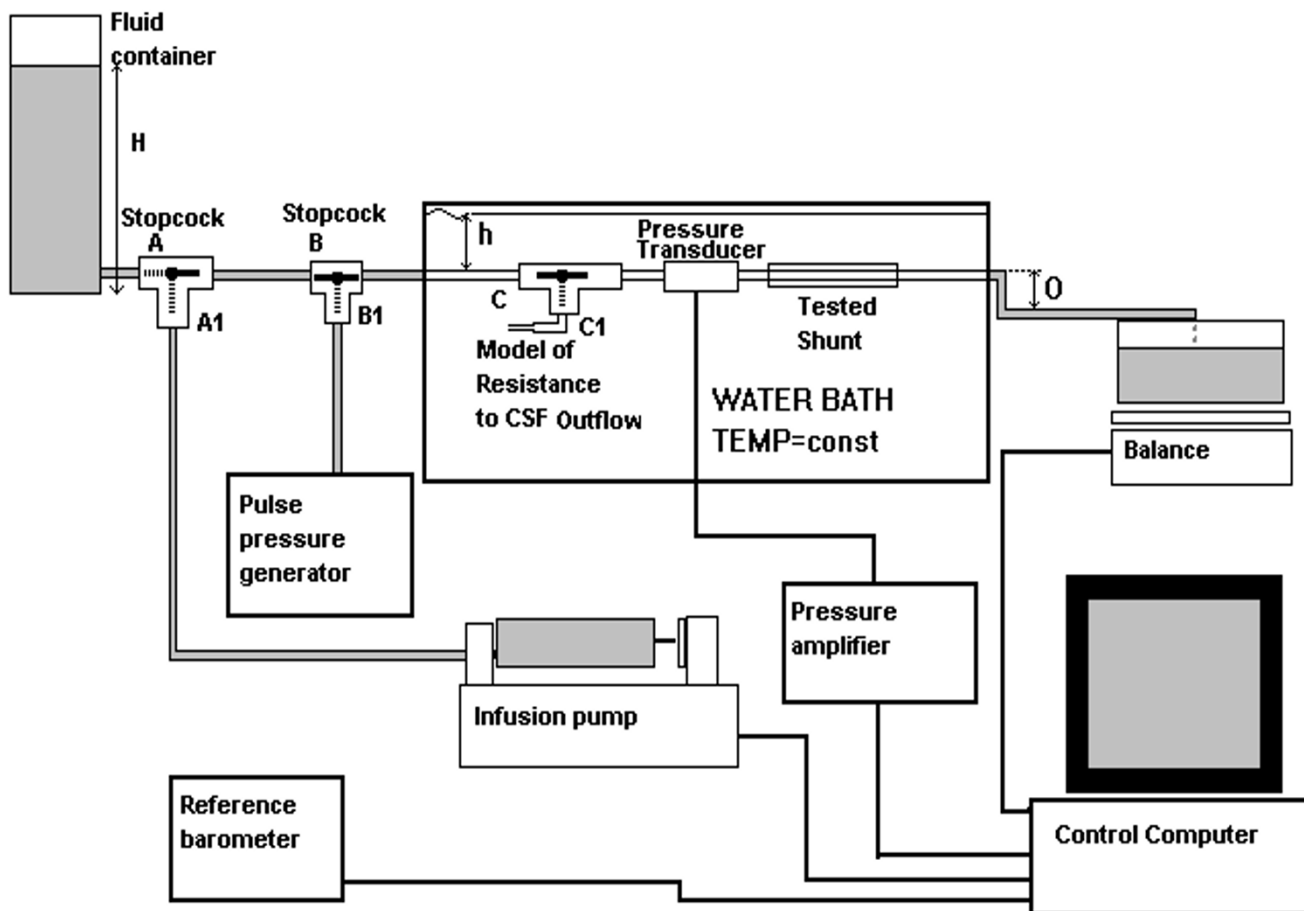 Fluid
container
H
Stopcock
A
A1
Stopcock
B
B1
h
C
C1
Model of
Resistance
to CSF Outflow
Pressure
Transducer
Tested
Shunt
WATER BATH
TEMP=const
O
Balance
Pulse
pressure
generator
Pressure
amplifier
Infusion pump
Reference
barometer
Control Computer